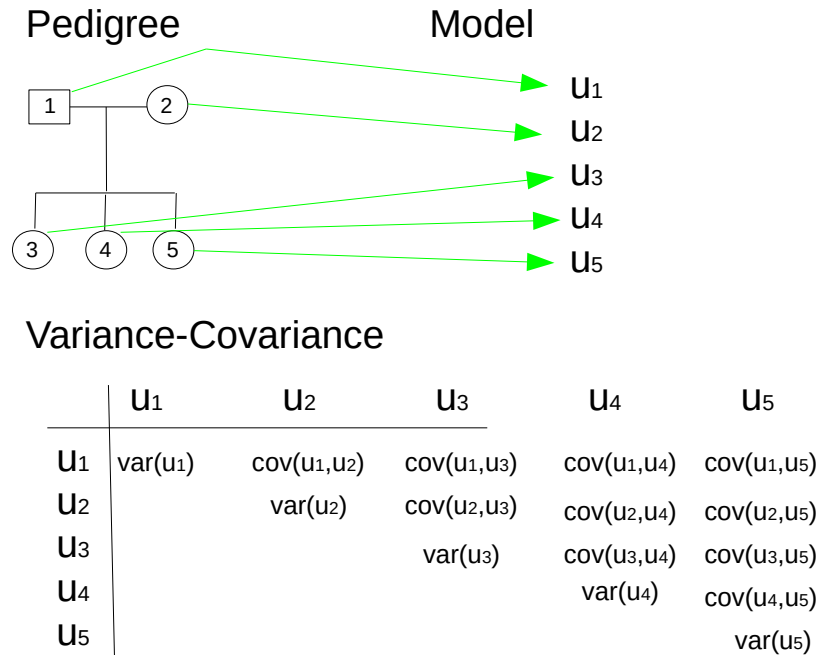 Pedigree Model
1 2
u1
u2
u3
u4
u5
3 4 5
Variance-Covariance
u1 u2 u3 u4 u5
u1 var(u1) cov(u1,u2) cov(u1,u3) cov(u1,u4) cov(u1,u5)
u2 var(u2) cov(u2,u3) cov(u2,u4) cov(u2,u5)
u3 var(u3) cov(u3,u4) cov(u3,u5)
u4 var(u4) cov(u4,u5)
u5 var(u5)